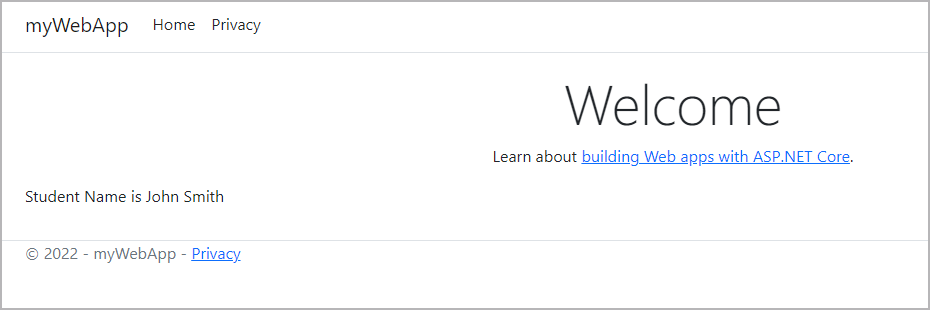 myWebApp Home Privacy
Welcome
Learn about building Web apps with ASP.NET Core.
Student Name is John Smith
© 2022 - myWebApp - Privacy